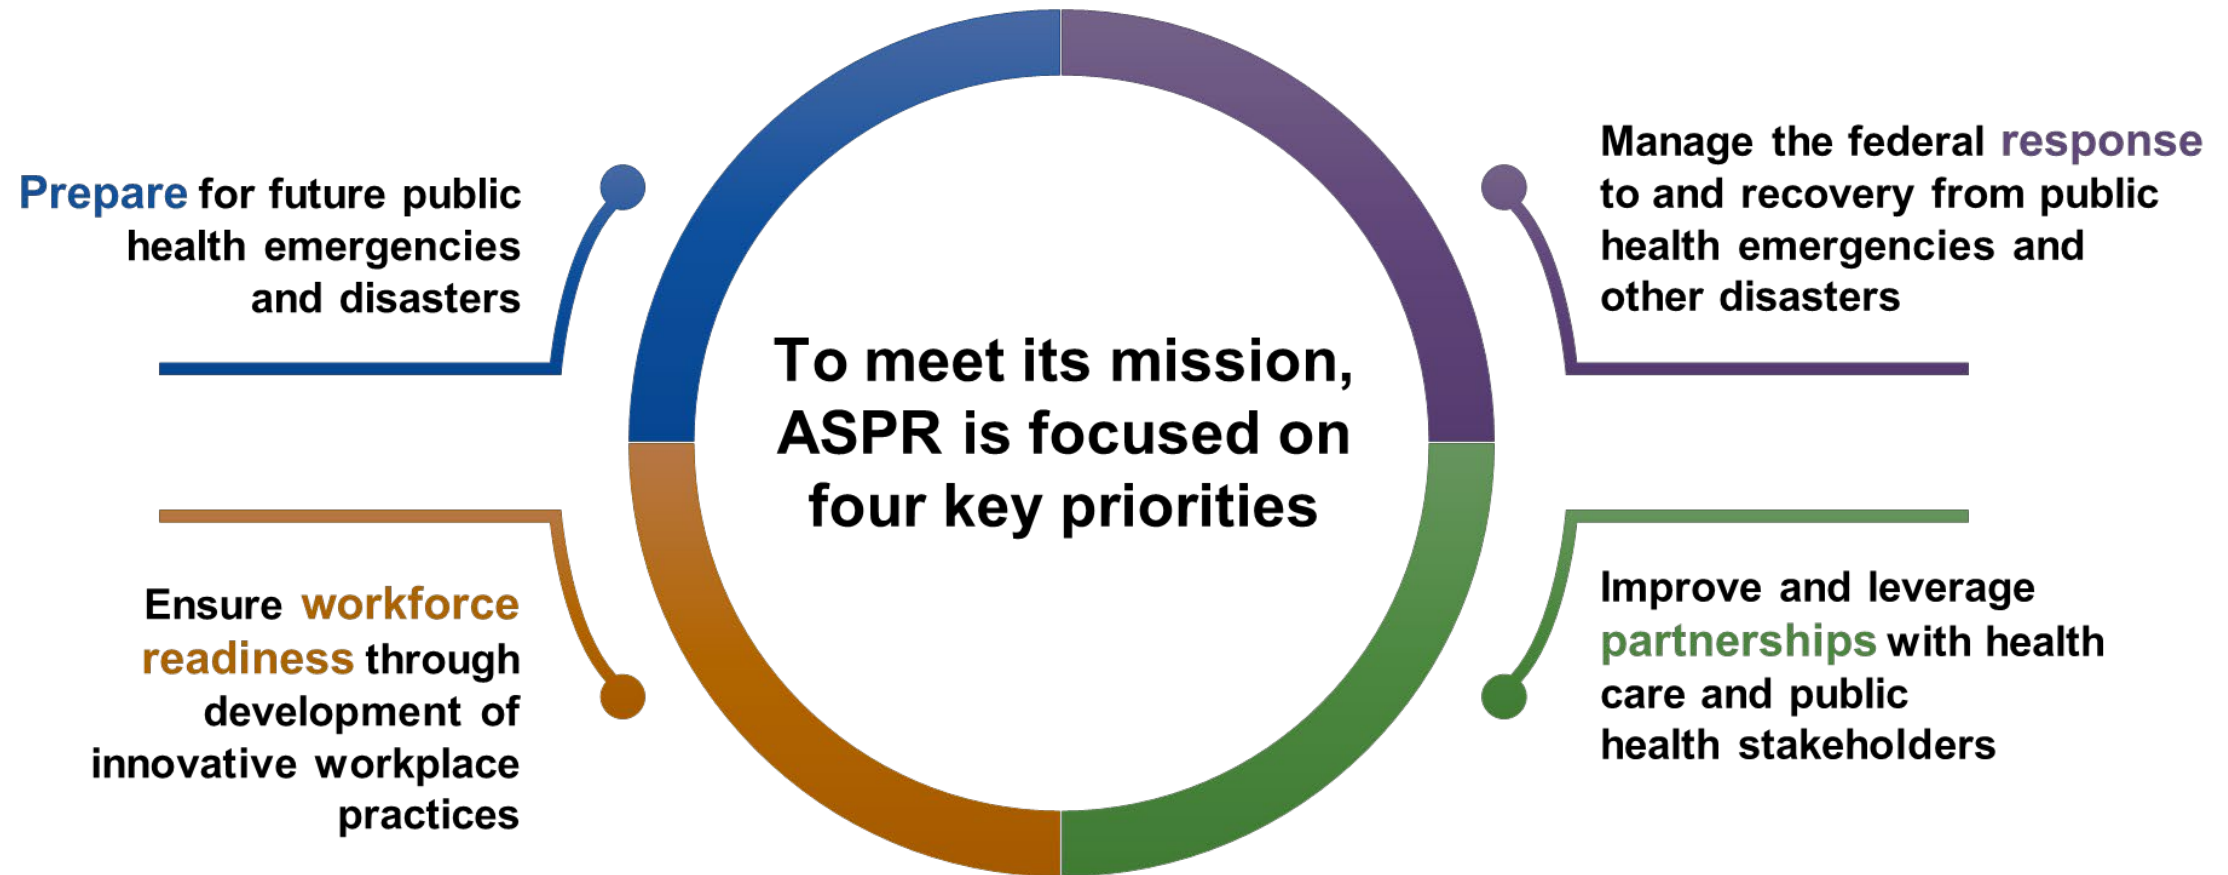 Prepare for future public
health emergencies
and disasters
Manage the federal response
to and recovery from public
health emergencies and
other disasters
To meet its mission,
ASPR is focused on
four key priorities
Ensure workforce
readiness through
development of
innovative workplace
practices
Improve and leverage
partnerships with health
care and public
health stakeholders